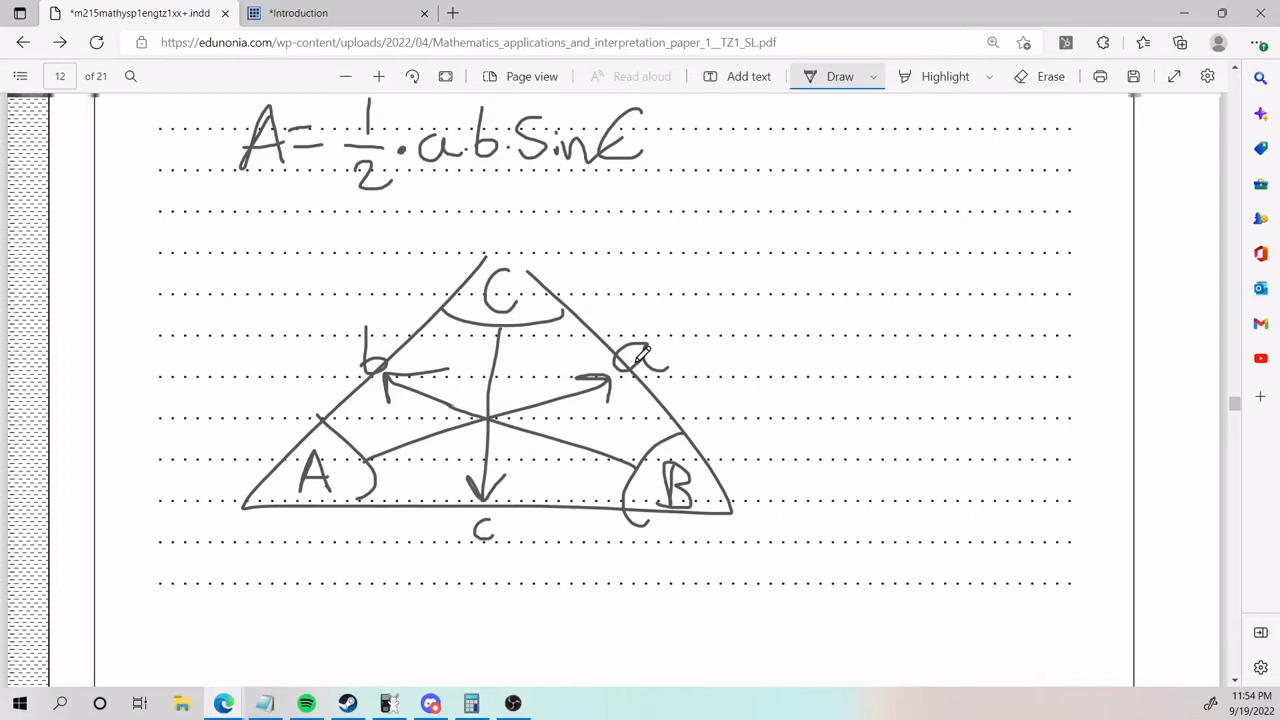 *m215mathysp1engtz1xx+.indd
*Introduction
https://edunonia.com/wp-content/uploads/2022/04/Mathematics_applications_and_interpretation_paper_1__TZ1_SL.pdf
12 of 21
Page view
Read aloud
Add text
Draw
Highlight
Erase
A = 1/2 · a · b · Sin C
C
b
a
A
B
c
11:54 PM
9/19/2022